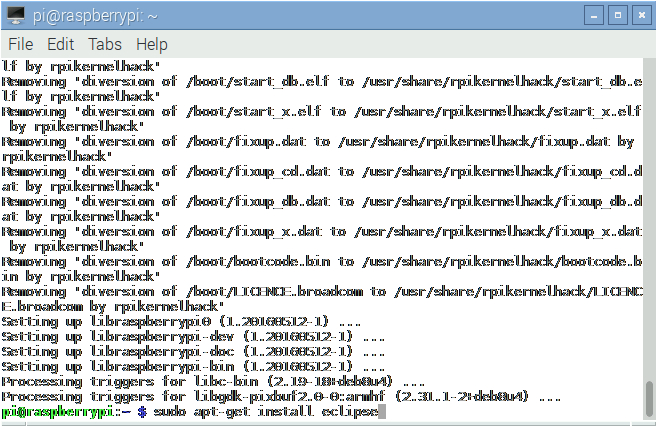 pi@raspberrypi: ~
File Edit Tabs Help
lf by rpikernelhack'
Removing 'diversion of /boot/start_db.elf to /usr/share/rpikernelhack/start_db.e
lf by rpikernelhack'
Removing 'diversion of /boot/start_x.elf to /usr/share/rpikernelhack/start_x.elf
by rpikernelhack'
Removing 'diversion of /boot/fixup.dat to /usr/share/rpikernelhack/fixup.dat by
rpikernelhack'
Removing 'diversion of /boot/fixup_cd.dat to /usr/share/rpikernelhack/fixup_cd.d
at by rpikernelhack'
Removing 'diversion of /boot/fixup_db.dat to /usr/share/rpikernelhack/fixup_db.d
at by rpikernelhack'
Removing 'diversion of /boot/fixup_x.dat to /usr/share/rpikernelhack/fixup_x.dat
by rpikernelhack'
Removing 'diversion of /boot/bootcode.bin to /usr/share/rpikernelhack/bootcode.b
in by rpikernelhack'
Removing 'diversion of /boot/LICENCE.broadcom to /usr/share/rpikernelhack/LICENC
E.broadcom by rpikernelhack'
Setting up libraspberrypi0 (1.20160512-1) ...
Setting up libraspberrypi-dev (1.20160512-1) ...
Setting up libraspberrypi-doc (1.20160512-1) ...
Setting up libraspberrypi-bin (1.20160512-1) ...
Processing triggers for libc-bin (2.19-18+deb8u4) ...
Processing triggers for libgdk-pixbuf2.0-0:armhf (2.31.1-2+deb8u4) ...
pi@raspberrypi:~ $ sudo apt-get install eclipse